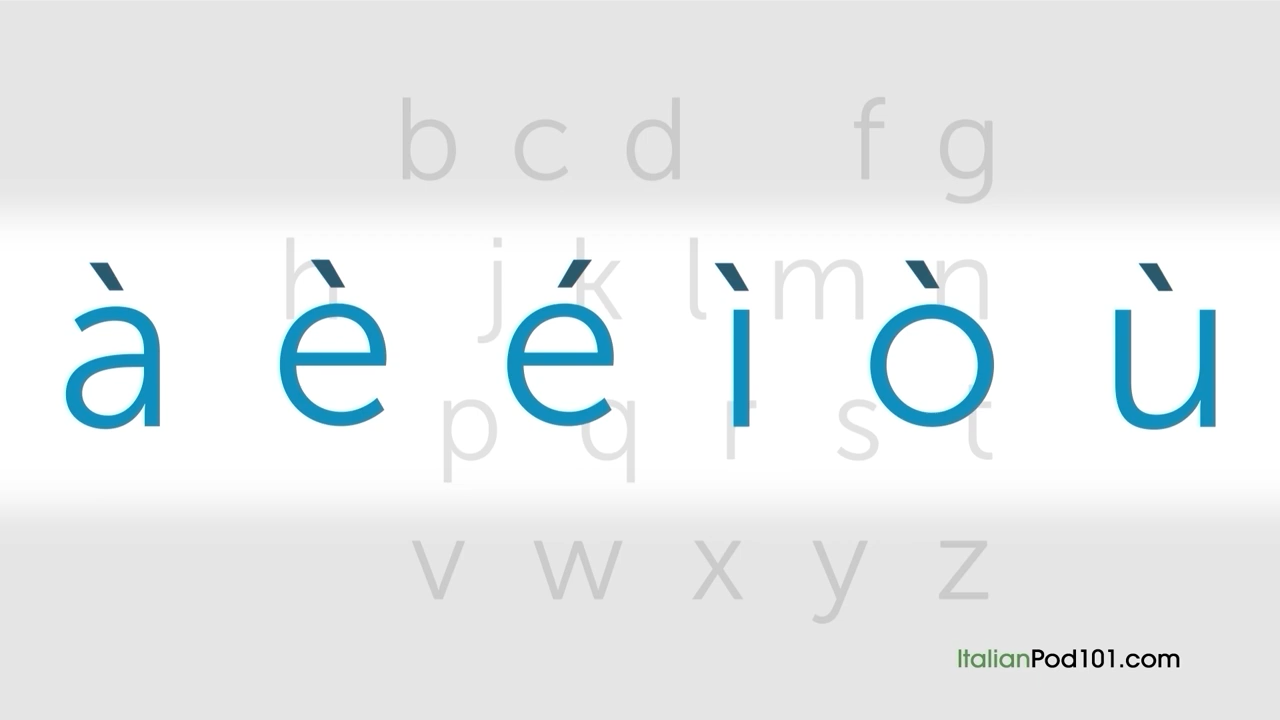 b c d f g
h j k l m n
à è é ì ò ù
p q r s t
v w x y z
ItalianPod101.com